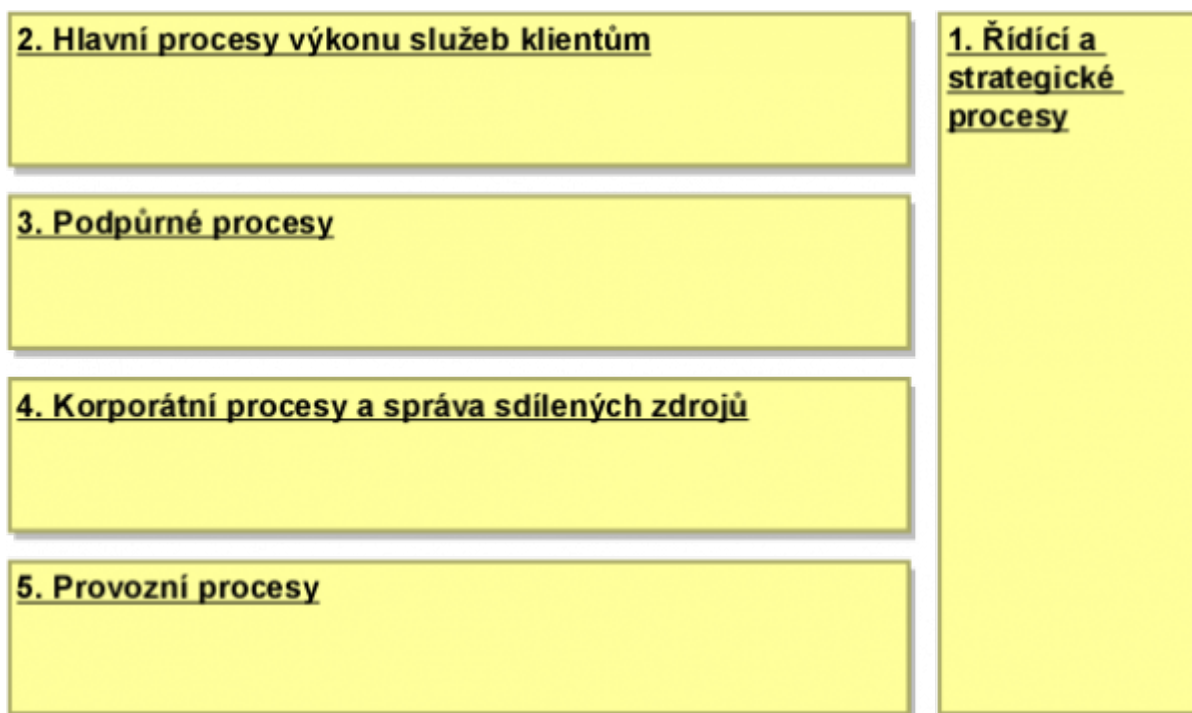 2. Hlavní procesy výkonu služeb klientům
1. Řídící a
strategické
procesy
3. Podpůrné procesy
4. Korporátní procesy a správa sdílených zdrojů
5. Provozní procesy